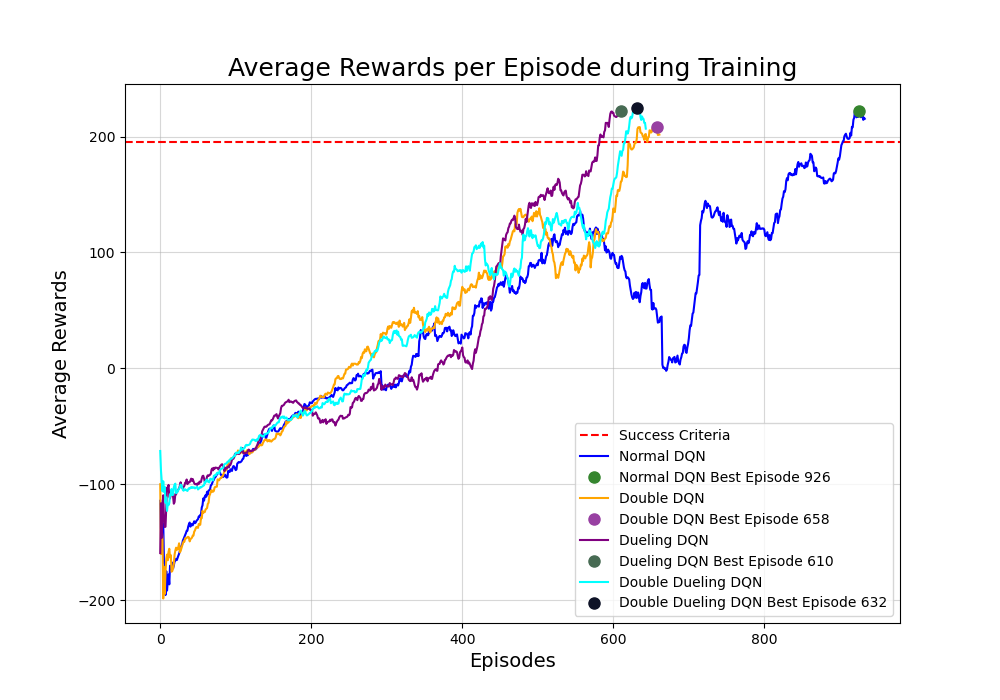 Average Rewards per Episode during Training
Average Rewards
200
100
0
−100
−200
0
200
400
600
800
Episodes
Success Criteria
Normal DQN
Normal DQN Best Episode 926
Double DQN
Double DQN Best Episode 658
Dueling DQN
Dueling DQN Best Episode 610
Double Dueling DQN
Double Dueling DQN Best Episode 632